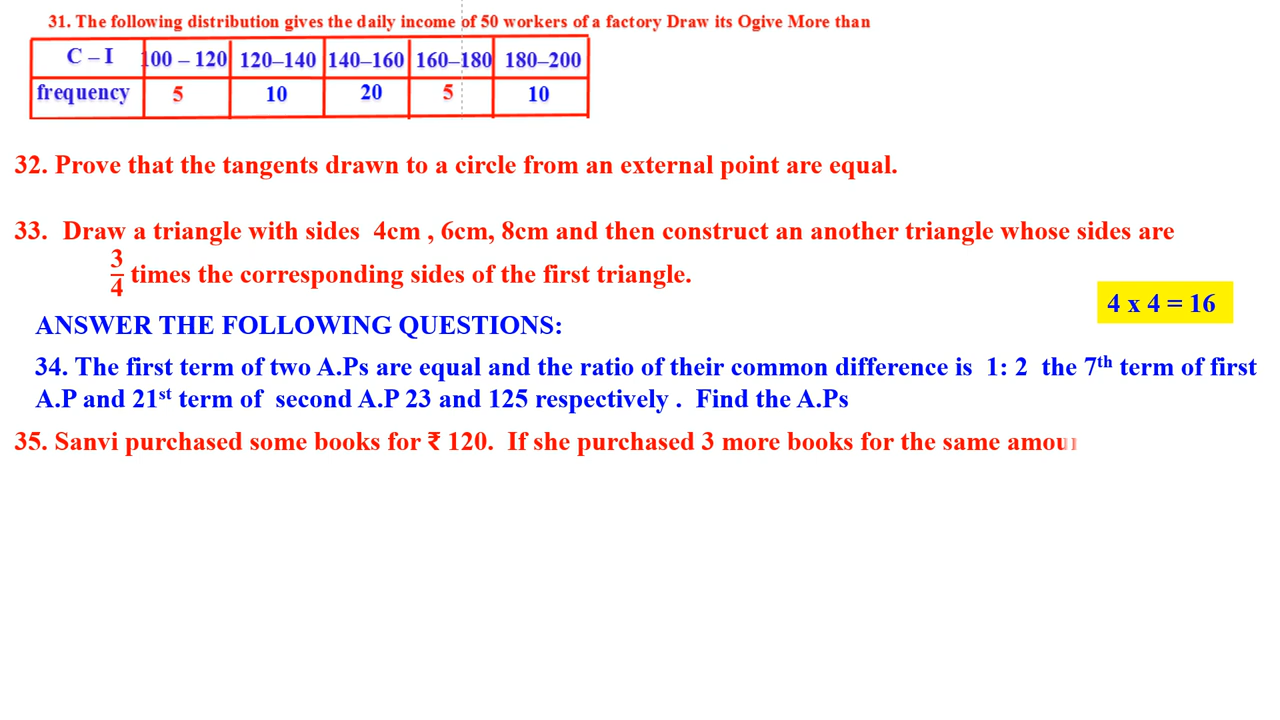 31. The following distribution gives the daily income of 50 workers of a factory Draw its Ogive More than
C – I 100 – 120 120–140 140–160 160–180 180–200
frequency 5 10 20 5 10
32. Prove that the tangents drawn to a circle from an external point are equal.
33. Draw a triangle with sides 4cm , 6cm, 8cm and then construct an another triangle whose sides are
3/4 times the corresponding sides of the first triangle.
4 x 4 = 16
ANSWER THE FOLLOWING QUESTIONS:
34. The first term of two A.Ps are equal and the ratio of their common difference is 1: 2 the 7th term of first
A.P and 21st term of second A.P 23 and 125 respectively . Find the A.Ps
35. Sanvi purchased some books for ₹ 120. If she purchased 3 more books for the same amou